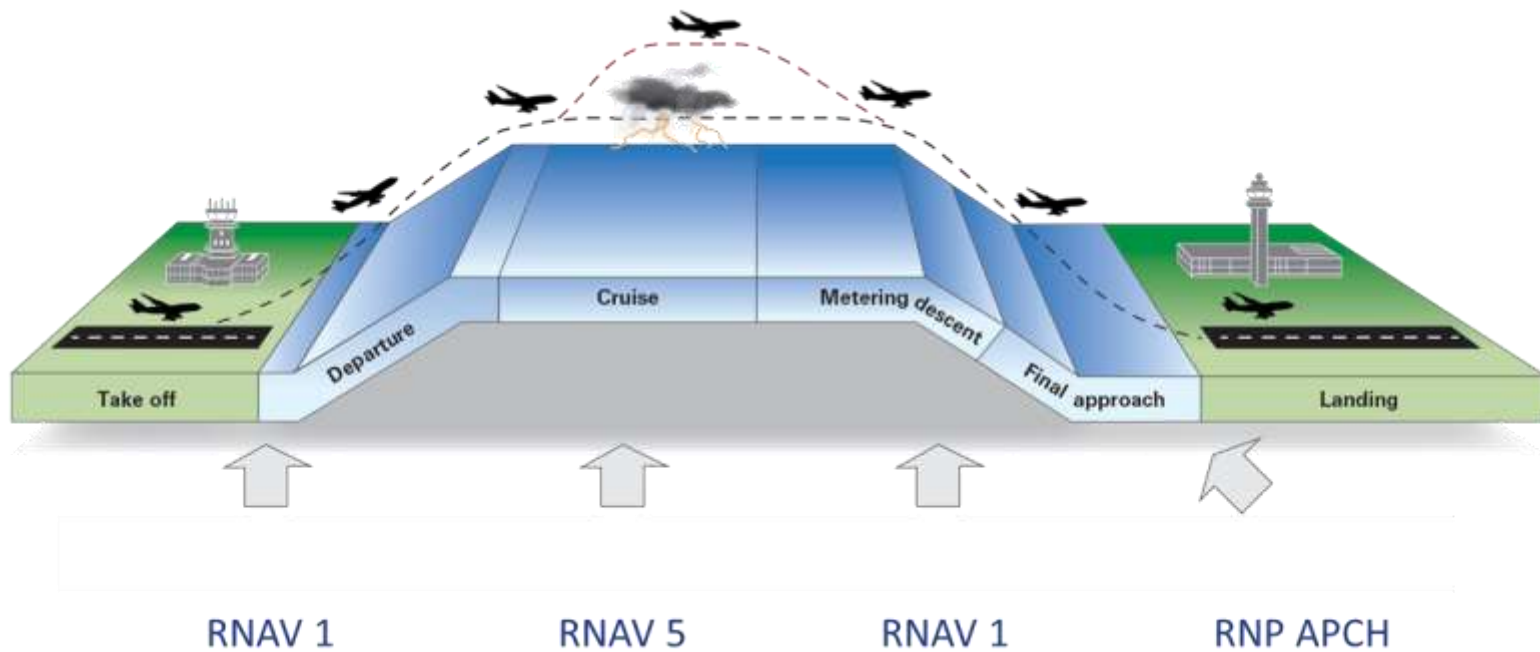 Take off
Departure
Cruise
Metering descent
Final approach
Landing
RNAV 1
RNAV 5
RNAV 1
RNP APCH